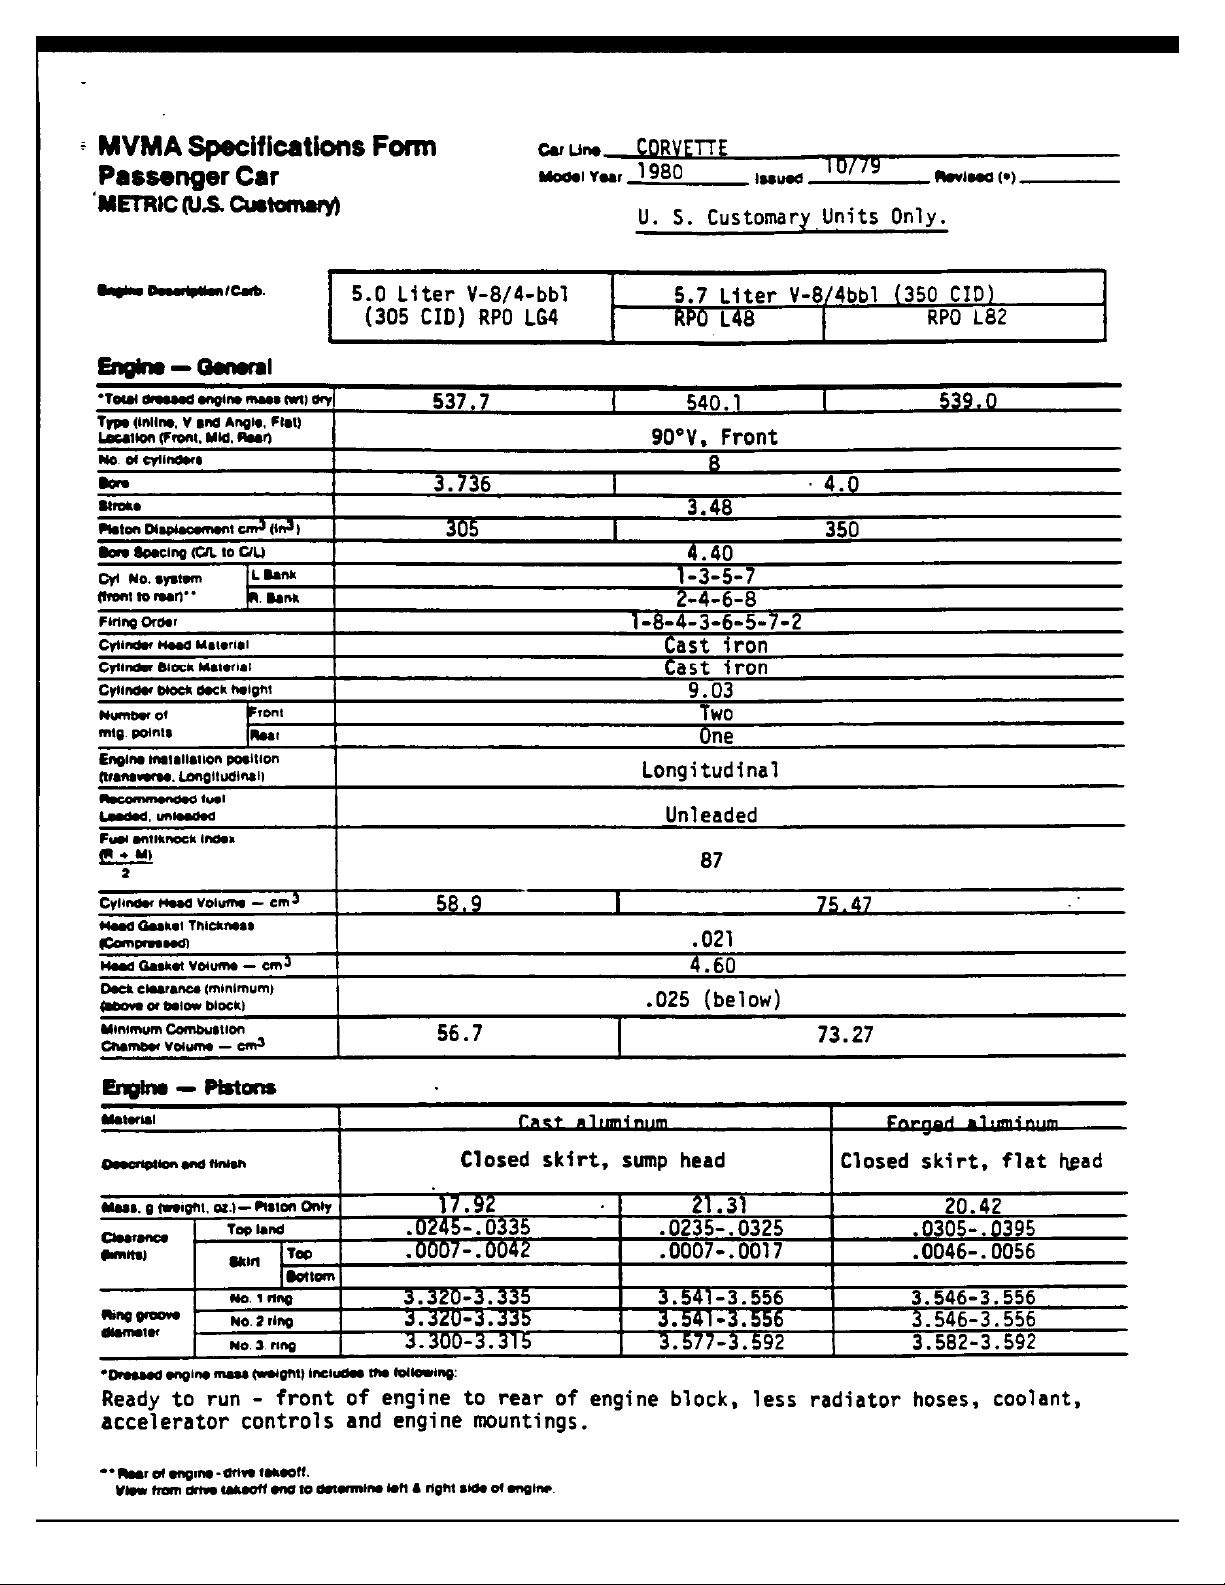 MVMA Specifications Form
Passenger Car
METRIC (U.S. Customary)
Car Line CORVETTE
Model Year 1980 Issued 10/79 Revised (•)
U. S. Customary Units Only.
Engine Description/Carb.
5.0 Liter V-8/4-bbl
(305 CID) RPO LG4
5.7 Liter V-8/4bbl (350 CID)
RPO L48 RPO L82
Engine — General
*Total dressed engine mass (wt) dry 537.7 540.1 539.0
Type (Inline, V and Angle, Flat)
Location (Front, Mid, Rear) 90°V, Front
No. of cylinders 8
Bore 3.736 4.0
Stroke 3.48
Piston Displacement cm3 (in3) 305 350
Bore Spacing (C/L to C/L) 4.40
Cyl No. system L Bank 1-3-5-7
(front to rear)** R. Bank 2-4-6-8
Firing Order 1-8-4-3-6-5-7-2
Cylinder Head Material Cast iron
Cylinder Block Material Cast iron
Cylinder block deck height 9.03
Number of Front Two
mtg. points Rear One
Engine installation position
(transverse, Longitudinal) Longitudinal
Recommended fuel
Leaded, unleaded Unleaded
Fuel antiknock index
(R + M)
2
87
Cylinder Head Volume — cm3 58.9 75.47
Head Gasket Thickness
(Compressed) .021
Head Gasket Volume — cm3 4.60
Deck clearance (minimum)
(above or below block) .025 (below)
Minimum Combustion
Chamber Volume — cm3 56.7 73.27
Engine — Pistons
Material Cast aluminum Forged aluminum
Description and finish Closed skirt, sump head Closed skirt, flat head
Mass, g (weight, oz.) — Piston Only 17.92 21.31 20.42
Clearance
(limits)
Top land .0245-.0335 .0235-.0325 .0305-.0395
Skirt Top .0007-.0042 .0007-.0017 .0046-.0056
Bottom
Ring groove
diameter
No. 1 ring 3.320-3.335 3.541-3.556 3.546-3.556
No. 2 ring 3.320-3.335 3.541-3.556 3.546-3.556
No. 3. ring 3.300-3.315 3.577-3.592 3.582-3.592
*Dressed engine mass (weight) includes the following:
Ready to run - front of engine to rear of engine block, less radiator hoses, coolant,
accelerator controls and engine mountings.
**Rear of engine - drive takeoff.
View from drive takeoff end to determine left & right side of engine.